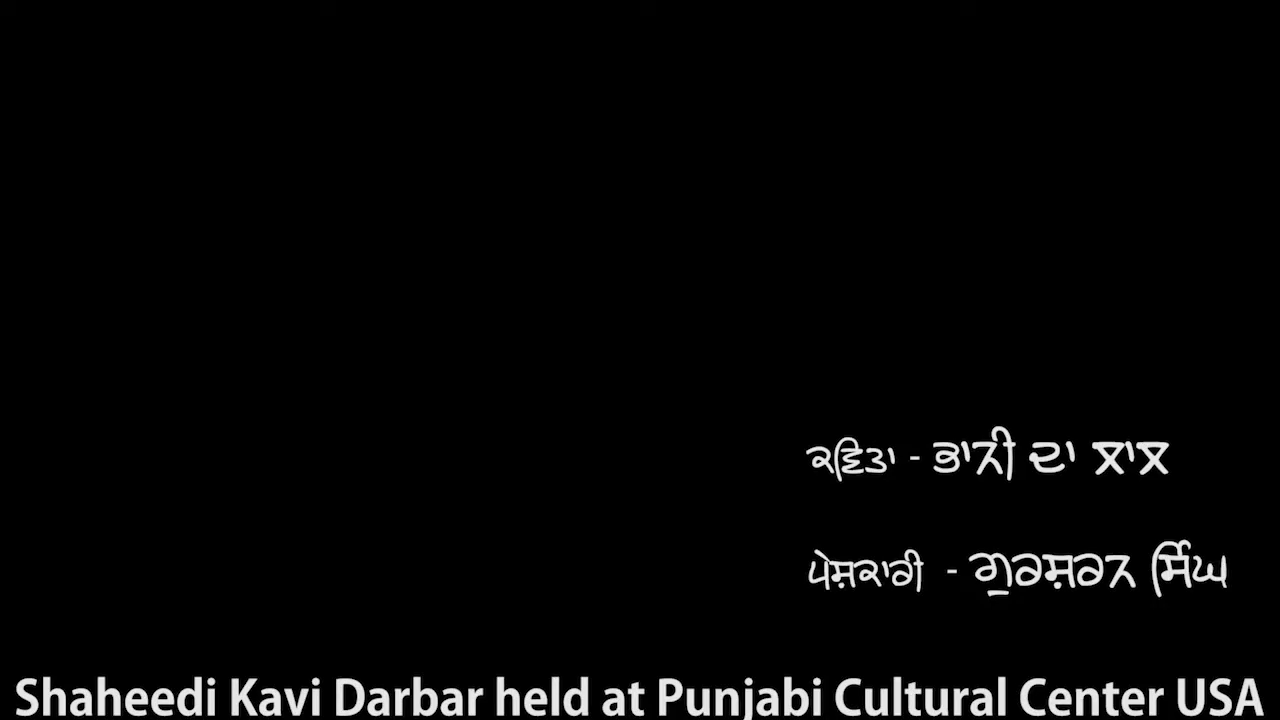 ਕਵਿਤਾ - ਭਾਨੀ ਦਾ ਲਾਲ
ਪੇਸ਼ਕਾਰੀ - ਗੁਰਸ਼ਰਨ ਸਿੰਘ
Shaheedi Kavi Darbar held at Punjabi Cultural Center USA